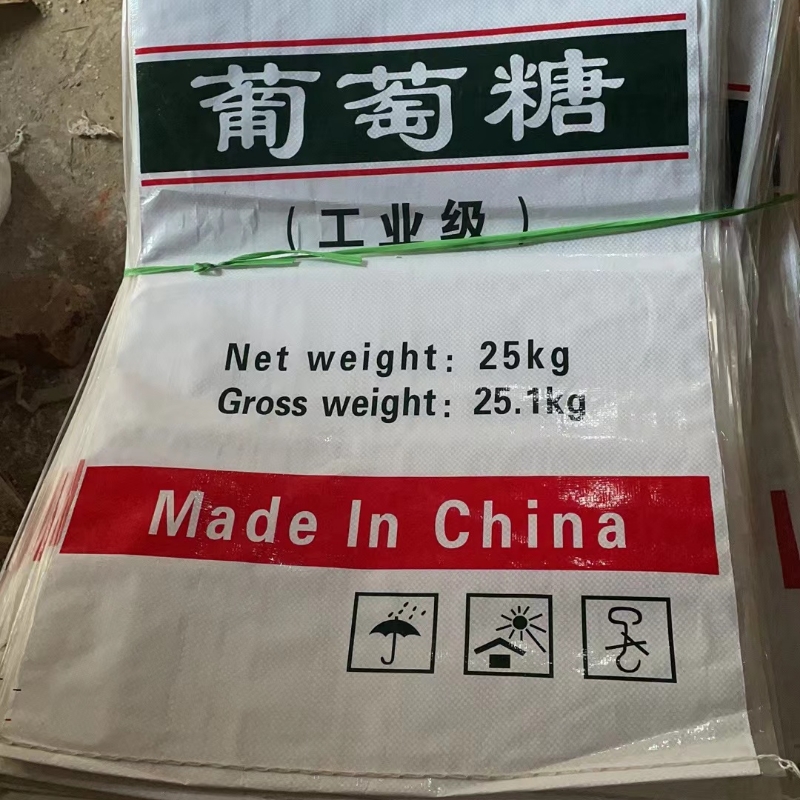 葡萄糖
（工业级）
Net weight: 25kg
Gross weight: 25.1kg
Made In China